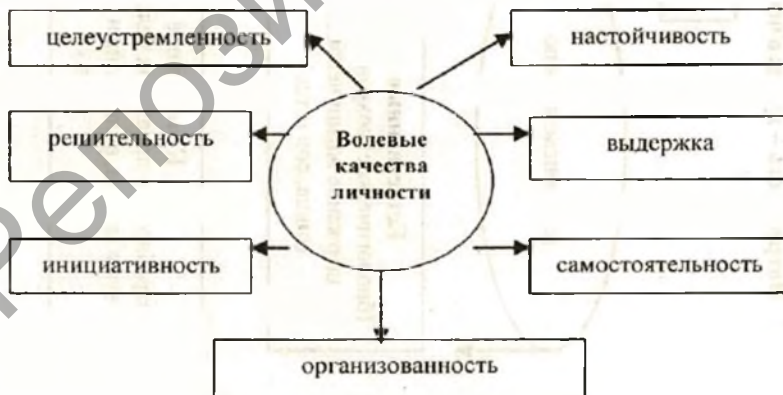 целеустремленность
настойчивость
решительность
Волевые
качества
личности
выдержка
инициативность
самостоятельность
организованность